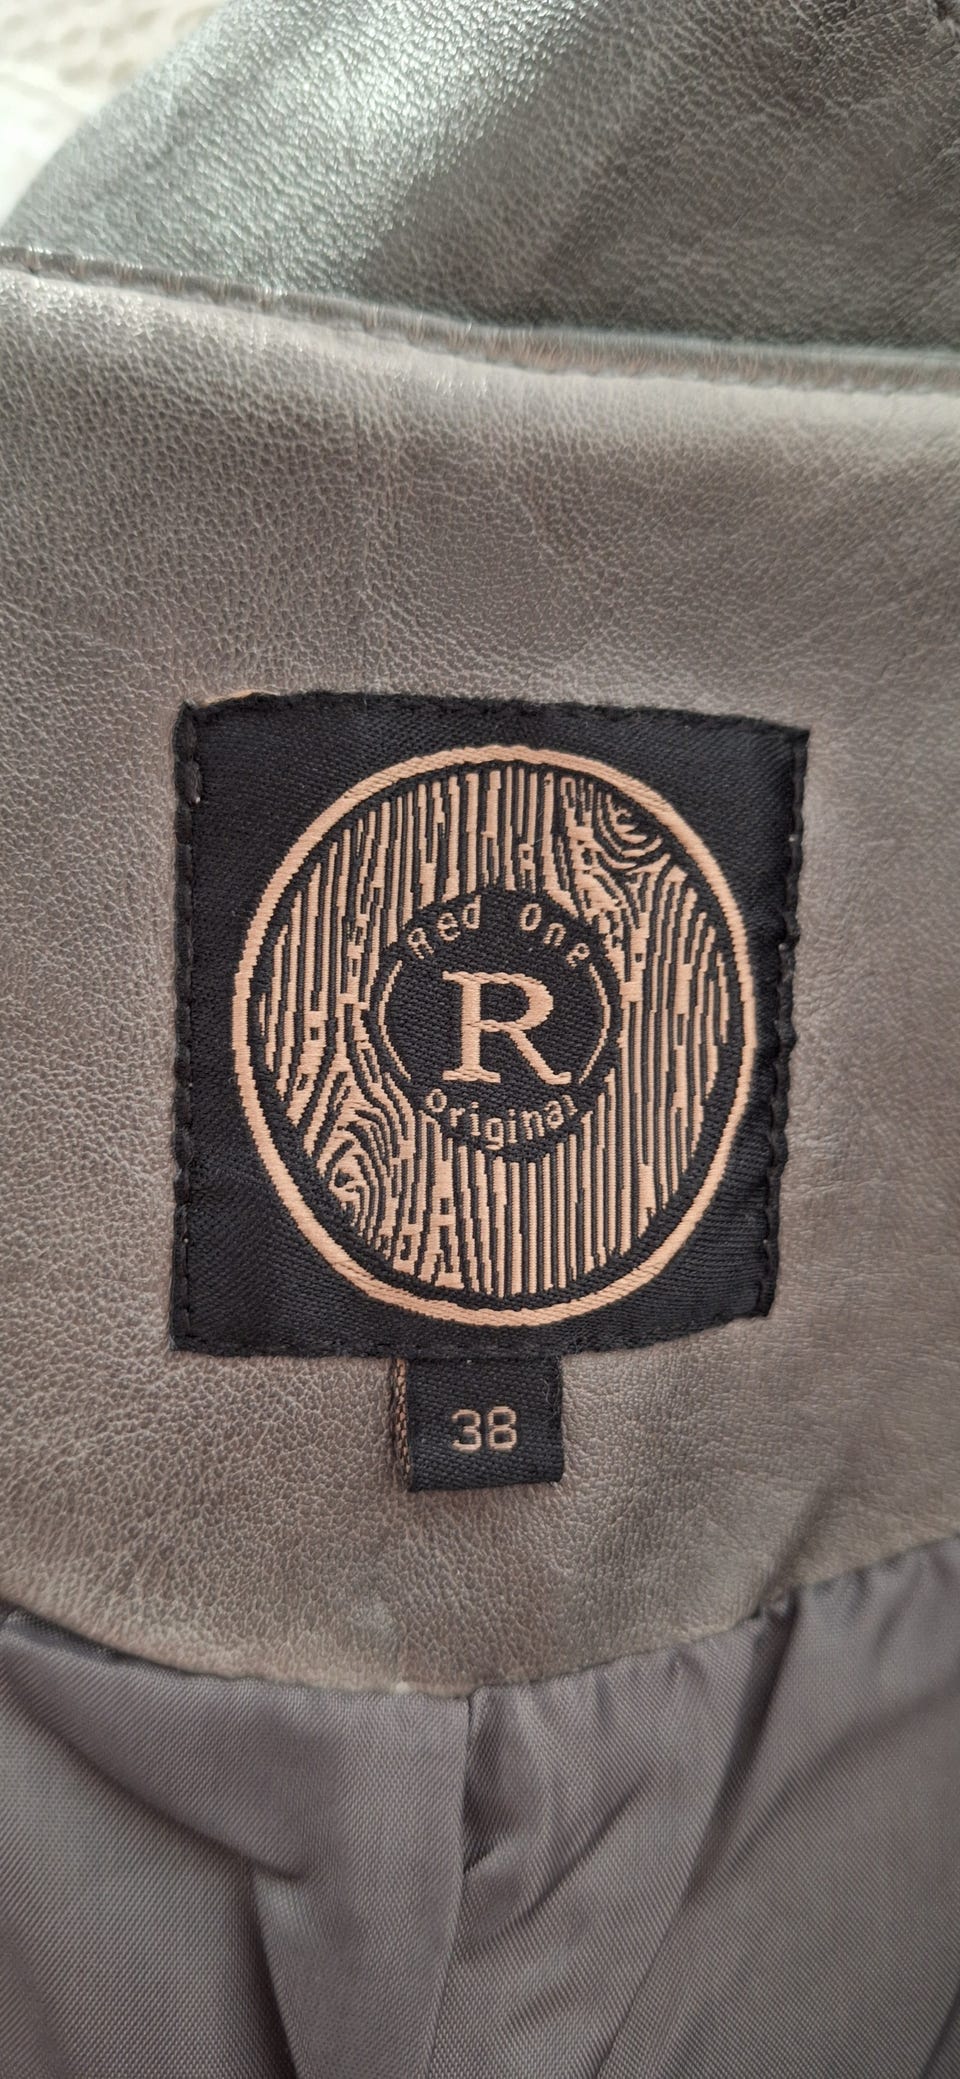 Red One
R
original
38